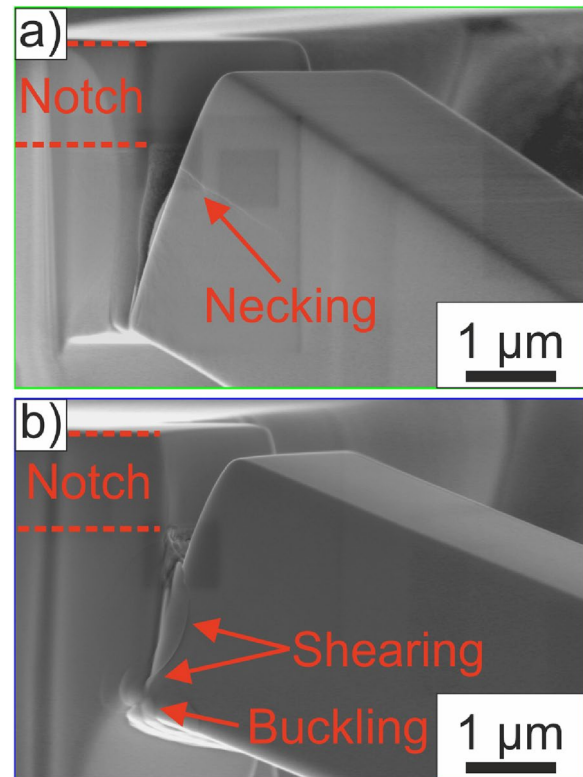 a)
Notch
Necking
1 μm
b)
Notch
Shearing
Buckling
1 μm